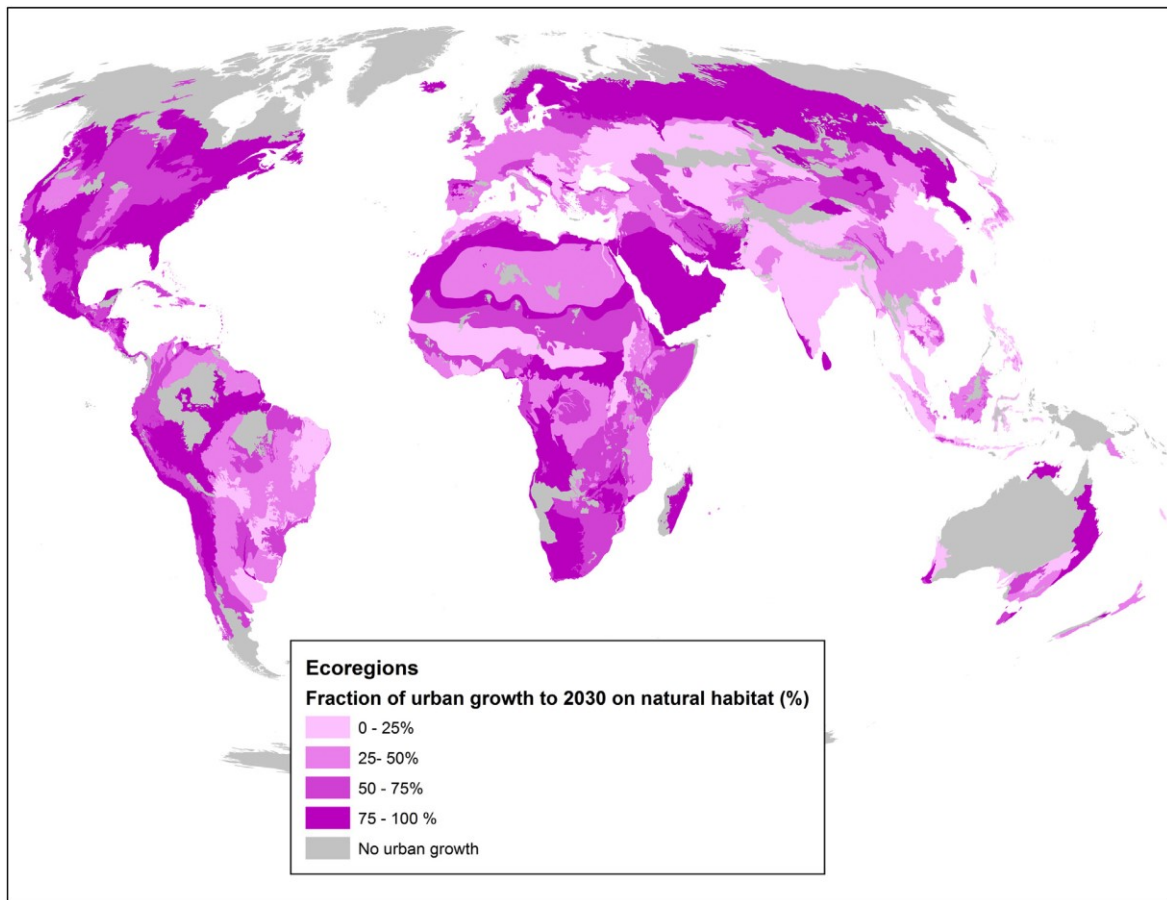 Ecoregions
Fraction of urban growth to 2030 on natural habitat (%)
0 - 25%
25- 50%
50 - 75%
75 - 100 %
No urban growth